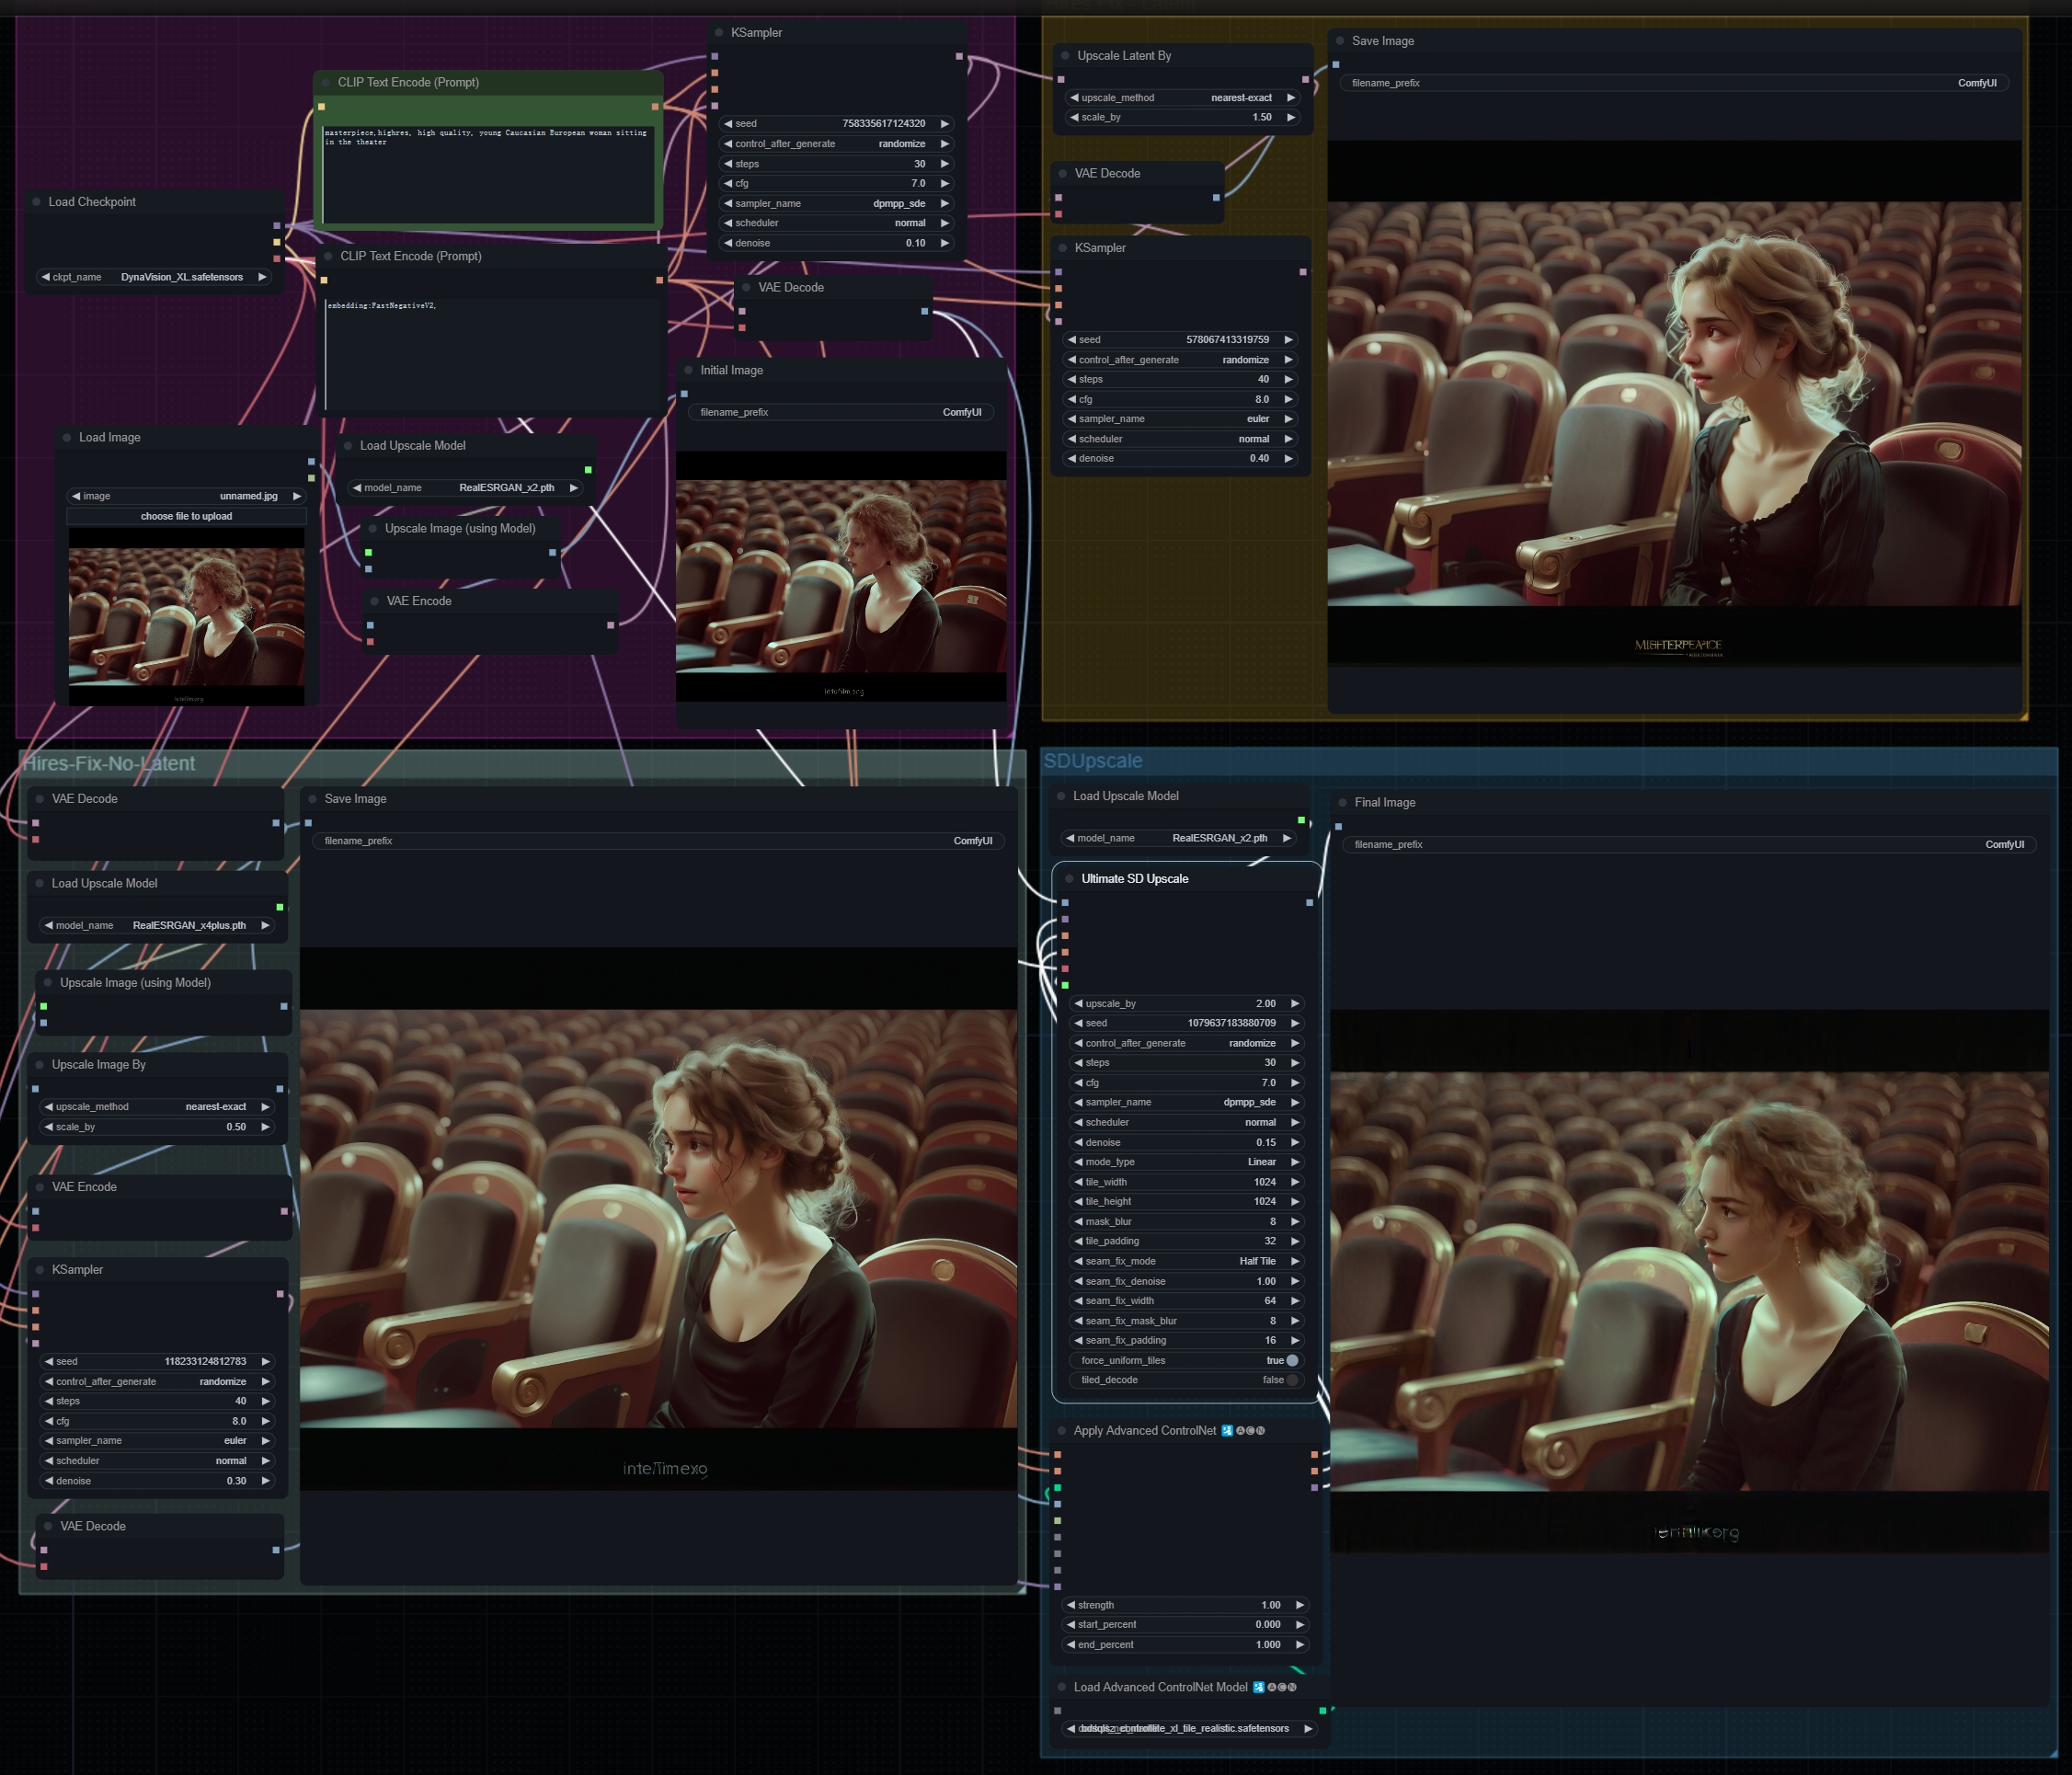 KSampler
seed 758335617124320
control_after_generate randomize
steps 30
cfg 7.0
sampler_name dpmpp_sde
scheduler normal
denoise 0.10
CLIP Text Encode (Prompt)
masterpiece,highres, high quality, young Caucasian European woman sitting
in the theater
Load Checkpoint
ckpt_name DynaVision_XL.safetensors
CLIP Text Encode (Prompt)
embedding:FastNegativeV2,
VAE Decode
Initial Image
filename_prefix ComfyUI
Load Image
image unnamed.jpg
choose file to upload
Load Upscale Model
model_name RealESRGAN_x2.pth
Upscale Image (using Model)
VAE Encode
Upscale Latent By
upscale_method nearest-exact
scale_by 1.50
VAE Decode
KSampler
seed 578067413319759
control_after_generate randomize
steps 40
cfg 8.0
sampler_name euler
scheduler normal
denoise 0.40
Save Image
filename_prefix ComfyUI
Hires-Fix-No-Latent
VAE Decode
Load Upscale Model
model_name RealESRGAN_x4plus.pth
Upscale Image (using Model)
Upscale Image By
upscale_method nearest-exact
scale_by 0.50
VAE Encode
KSampler
seed 118233124812783
control_after_generate randomize
steps 40
cfg 8.0
sampler_name euler
scheduler normal
denoise 0.30
VAE Decode
Save Image
filename_prefix ComfyUI
SDUpscale
Load Upscale Model
model_name RealESRGAN_x2.pth
Ultimate SD Upscale
upscale_by 2.00
seed 1079637183880709
control_after_generate randomize
steps 30
cfg 7.0
sampler_name dpmpp_sde
scheduler normal
denoise 0.15
mode_type Linear
tile_width 1024
tile_height 1024
mask_blur 8
tile_padding 32
seam_fix_mode Half Tile
seam_fix_denoise 1.00
seam_fix_width 64
seam_fix_mask_blur 8
seam_fix_padding 16
force_uniform_tiles true
tiled_decode false
Apply Advanced ControlNet ACN
strength 1.00
start_percent 0.000
end_percent 1.000
Load Advanced ControlNet Model ACN
Final Image
filename_prefix ComfyUI